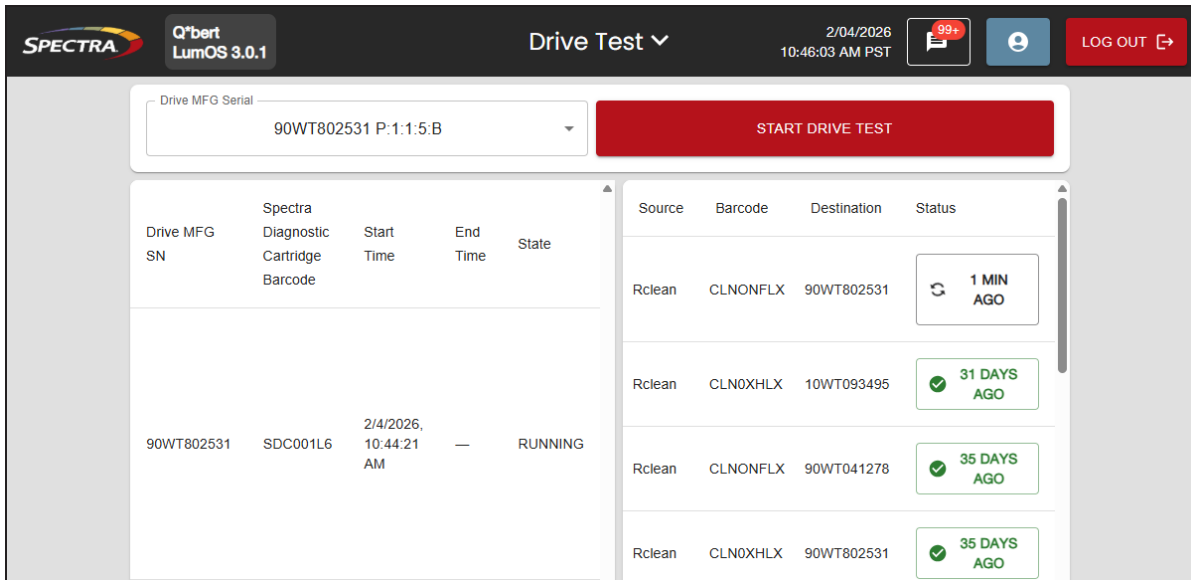 SPECTRA
Q*bert
LumOS 3.0.1
Drive Test
2/04/2026
10:46:03 AM PST
99+
LOG OUT
Drive MFG Serial
90WT802531 P:1:1:5:B
START DRIVE TEST
Drive MFG
SN
Spectra
Diagnostic
Cartridge
Barcode
Start
Time
End
Time
State
90WT802531
SDC001L6
2/4/2026,
10:44:21
AM
—
RUNNING
Source Barcode Destination Status
Rclean CLNONFLX 90WT802531 1 MIN
AGO
Rclean CLN0XHLX 10WT093495 31 DAYS
AGO
Rclean CLNONFLX 90WT041278 35 DAYS
AGO
Rclean CLN0XHLX 90WT802531 35 DAYS
AGO